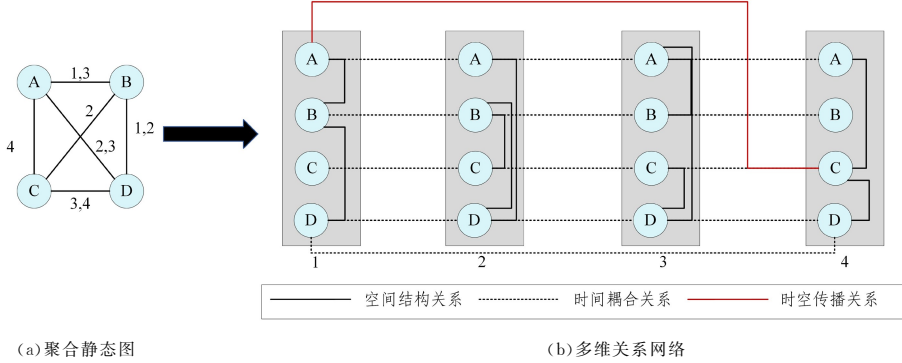 A 1,3 B
2
4 1,2
2,3
C D
3,4
A A A A
B B B B
C C C C
D D D D
1 2 3 4
空间结构关系 时间耦合关系 时空传播关系
(a)聚合静态图 (b)多维关系网络